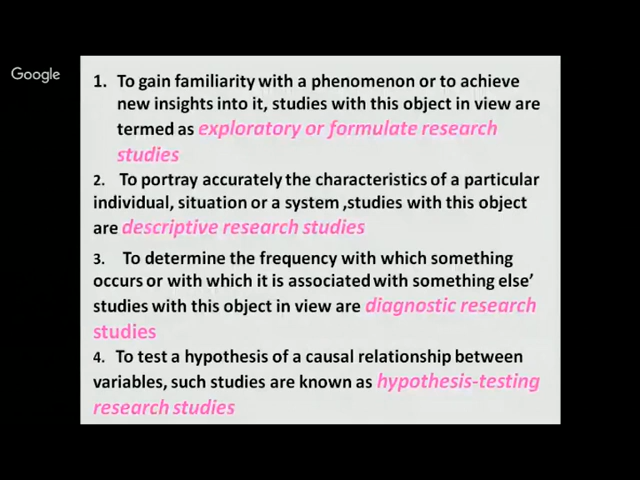 Google
1. To gain familiarity with a phenomenon or to achieve
new insights into it, studies with this object in view are
termed as exploratory or formulate research
studies
2. To portray accurately the characteristics of a particular
individual, situation or a system ,studies with this object
are descriptive research studies
3. To determine the frequency with which something
occurs or with which it is associated with something else’
studies with this object in view are diagnostic research
studies
4. To test a hypothesis of a causal relationship between
variables, such studies are known as hypothesis-testing
research studies